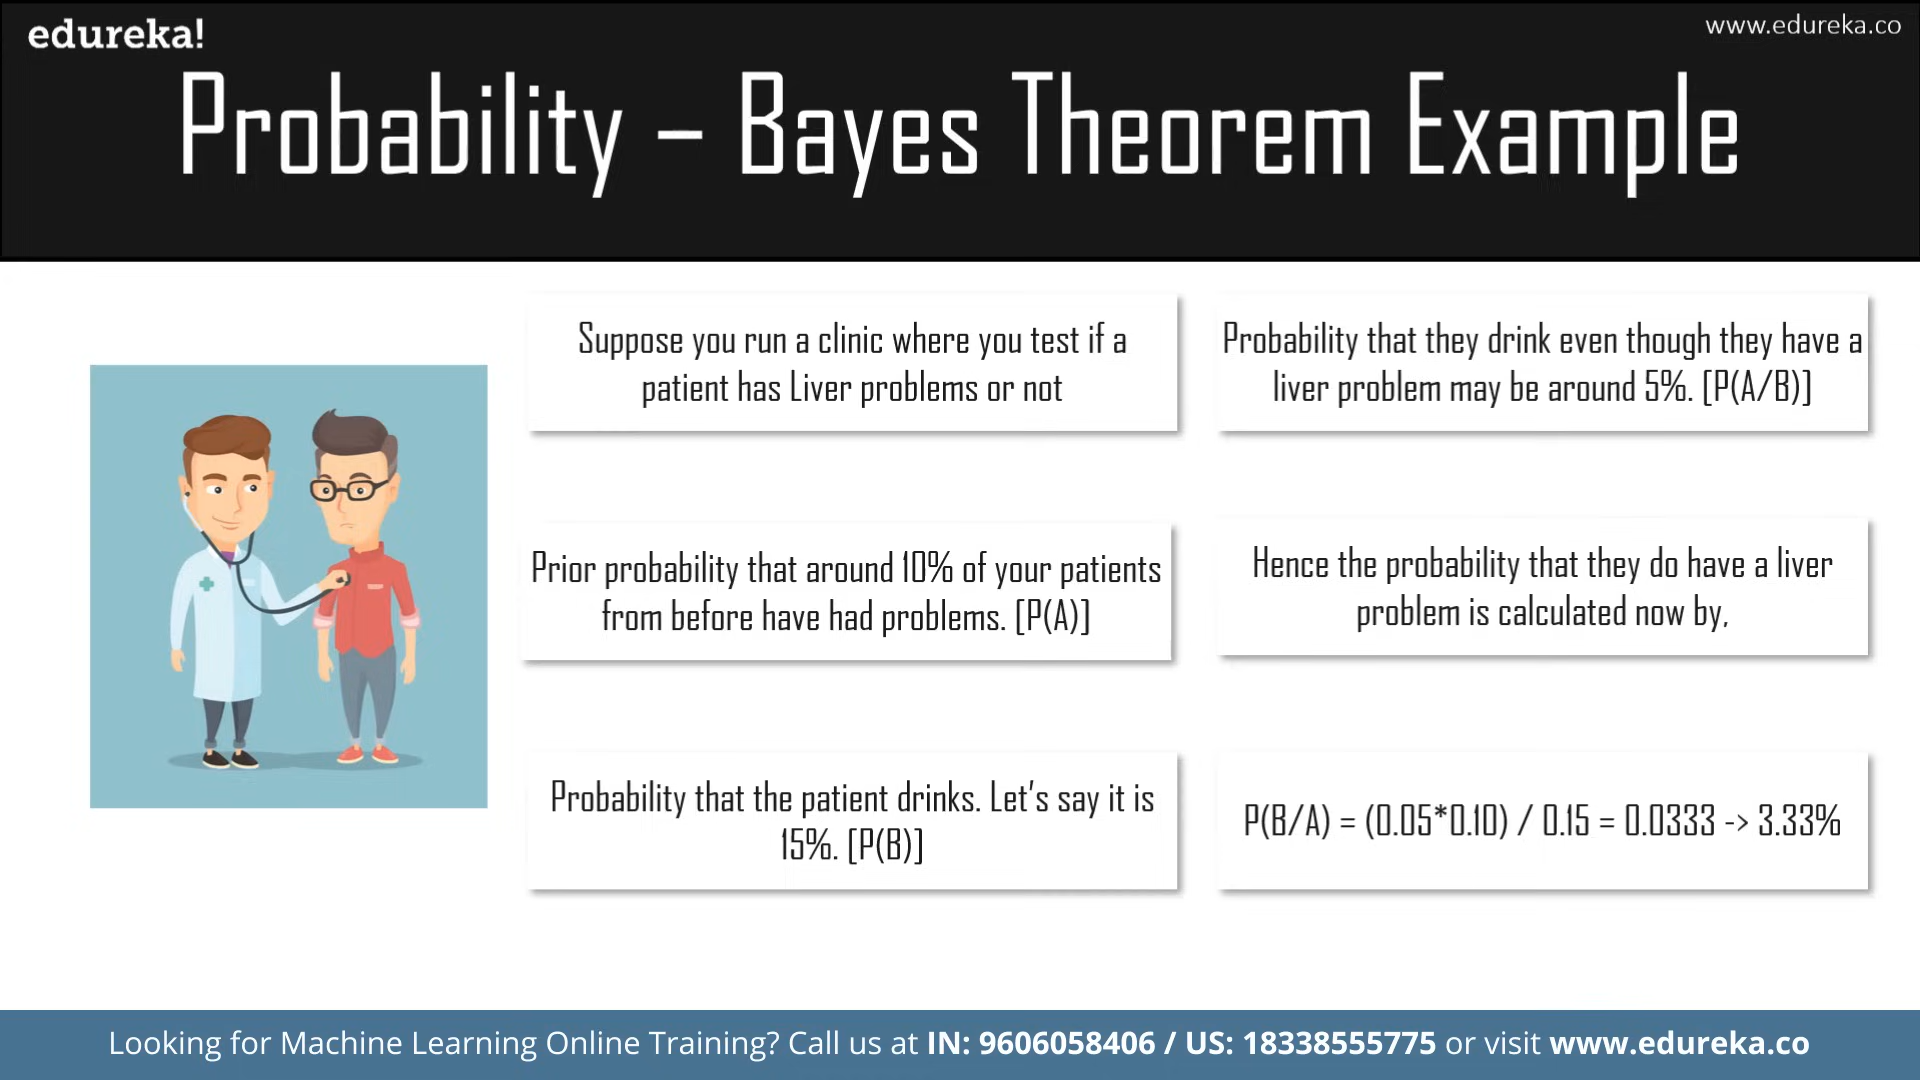 edureka!
www.edureka.co
Probability – Bayes Theorem Example
Suppose you run a clinic where you test if a
patient has Liver problems or not
Prior probability that around 10% of your patients
from before have had problems. [P(A)]
Probability that the patient drinks. Let's say it is
15%. [P(B)]
Probability that they drink even though they have a
liver problem may be around 5%. [P(A/B)]
Hence the probability that they do have a liver
problem is calculated now by,
P(B/A) = (0.05*0.10) / 0.15 = 0.0333 -> 3.33%
Looking for Machine Learning Online Training? Call us at IN: 9606058406 / US: 18338555775 or visit www.edureka.co